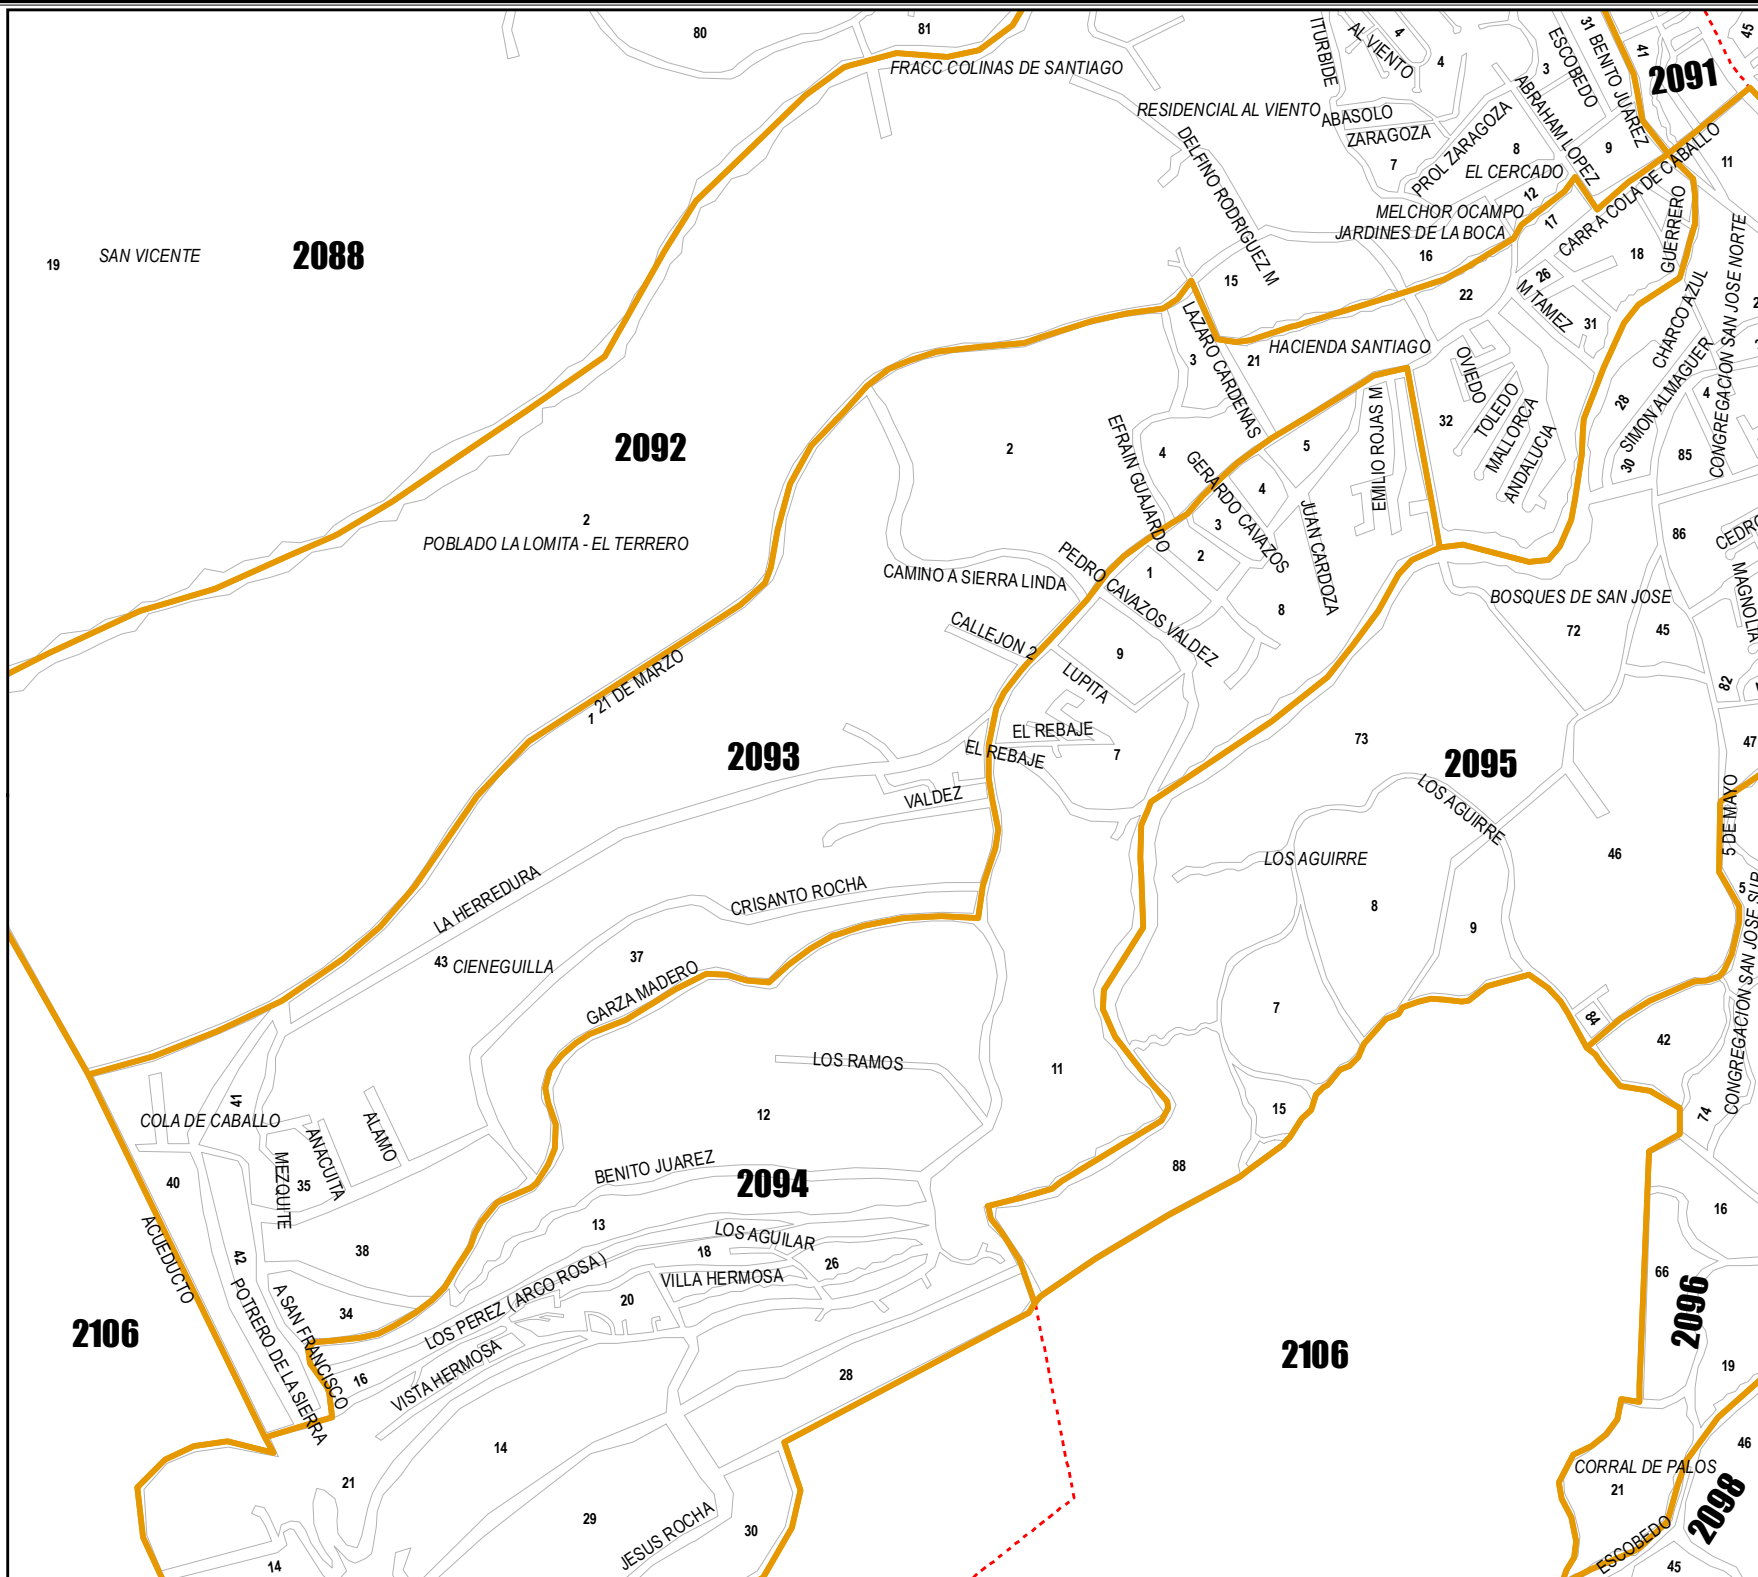 80
81
FRACC COLINAS DE SANTIAGO
ITURBIDE
AL VIENTO
4
4
3
ESCOBEDO
31
BENITO JUAREZ
41
45
2091
RESIDENCIAL AL VIENTO
ABASOLO
ZARAGOZA
7
PROL ZARAGOZA
ABRAHAM LOPEZ
8
9
11
EL CERCADO
12
DELFINO RODRIGUEZ M
MELCHOR OCAMPO
JARDINES DE LA BOCA
17
CARR A COLA DE CABALLO
GUERRERO
18
19
SAN VICENTE
2088
15
16
22
26
M TAMEZ
31
CHARCO AZUL
CONGREGACION SAN JOSE NORTE
LAZARO CARDENAS
HACIENDA SANTIAGO
21
3
OVIEDO
TOLEDO
MALLORCA
ANDALUCIA
32
28
SIMON ALMAGUER
30
4
85
2092
2
EFRAIN GUAJARDO
4
GERARDO CAVAZOS
5
4
EMILIO ROJAS M
JUAN CARDOZA
3
2
1
8
86
CEDRO
MAGNOLIA
2
POBLADO LA LOMITA - EL TERRERO
CAMINO A SIERRA LINDA
PEDRO CAVAZOS VALDEZ
BOSQUES DE SAN JOSE
72
45
CALLEJON 2
9
LUPITA
82
21 DE MARZO
1
2093
EL REBAJE
EL REBAJE
7
73
2095
47
VALDEZ
LOS AGUIRRE
5 DE MAYO
LOS AGUIRRE
46
LA HERREDURA
CRISANTO ROCHA
8
9
5
CONGREGACION SAN JOSE SUR
43
CIENEGUILLA
37
GARZA MADERO
7
84
42
LOS RAMOS
11
12
15
74
COLA DE CABALLO
41
ANACUITA
ALAMO
MEZQUITE
35
40
BENITO JUAREZ
2094
88
16
ACUEDUCTO
13
LOS AGUILAR
42
38
18
26
VILLA HERMOSA
66
POTRERO DE LA SIERRA
A SAN FRANCISCO
34
LOS PEREZ ( ARCO ROSA )
20
2096
2106
2106
VISTA HERMOSA
16
28
19
14
46
CORRAL DE PALOS
21
21
2098
29
JESUS ROCHA
30
ESCOBEDO
14
45